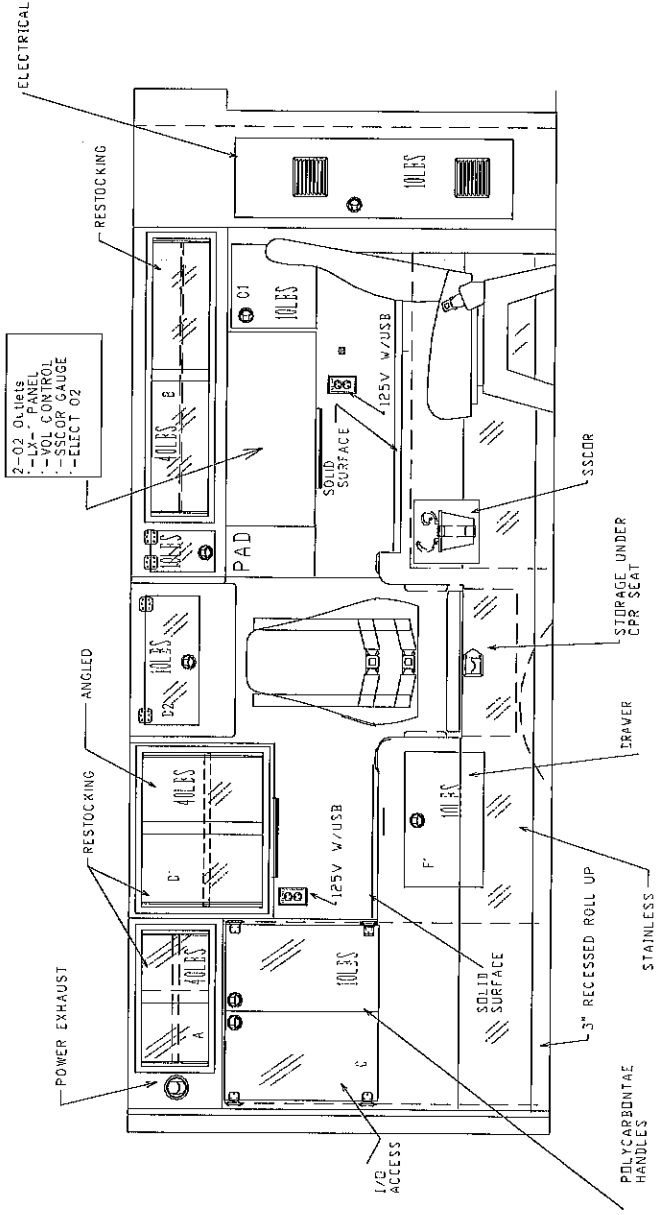 POWER EXHAUST
RESTOCKING
ANGLED
2-O2 Outlets
PANEL
VOL CONTROL
SSCOR GAUGE
ELECT O2
RESTOCKING
ELECTRICAL
A
40LBS
40LBS
10LBS
D2
10LBS
40LBS
B
PAD
C1
10LBS
10LBS
125V W/USB
SOLID
SURFACE
125V W/USB
C
10LBS
I/O
ACCESS
SOLID
SURFACE
10LBS
POLYCARBONTAE
HANDLES
3" RECESSED ROLL UP
STAINLESS
DRAWER
STORAGE UNDER
CPR SEAT
SSCOR